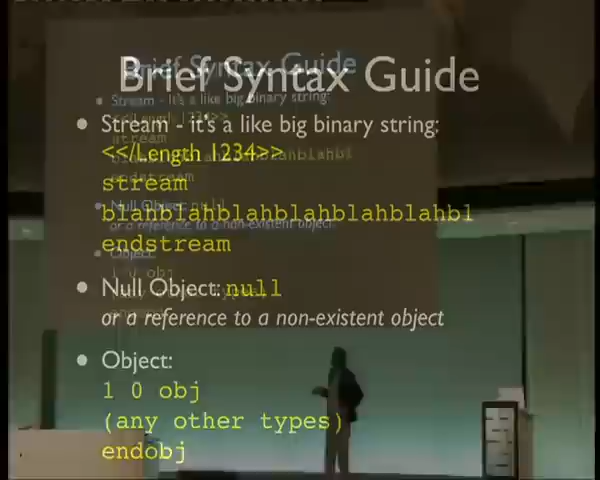 Brief Syntax Guide
Stream - it's a like big binary string:
<</Length 1234>>
stream
blahblahblahblahblahblahbl
endstream
Null Object: null
or a reference to a non-existent object
Object:
1 0 obj
(any other types)
endobj